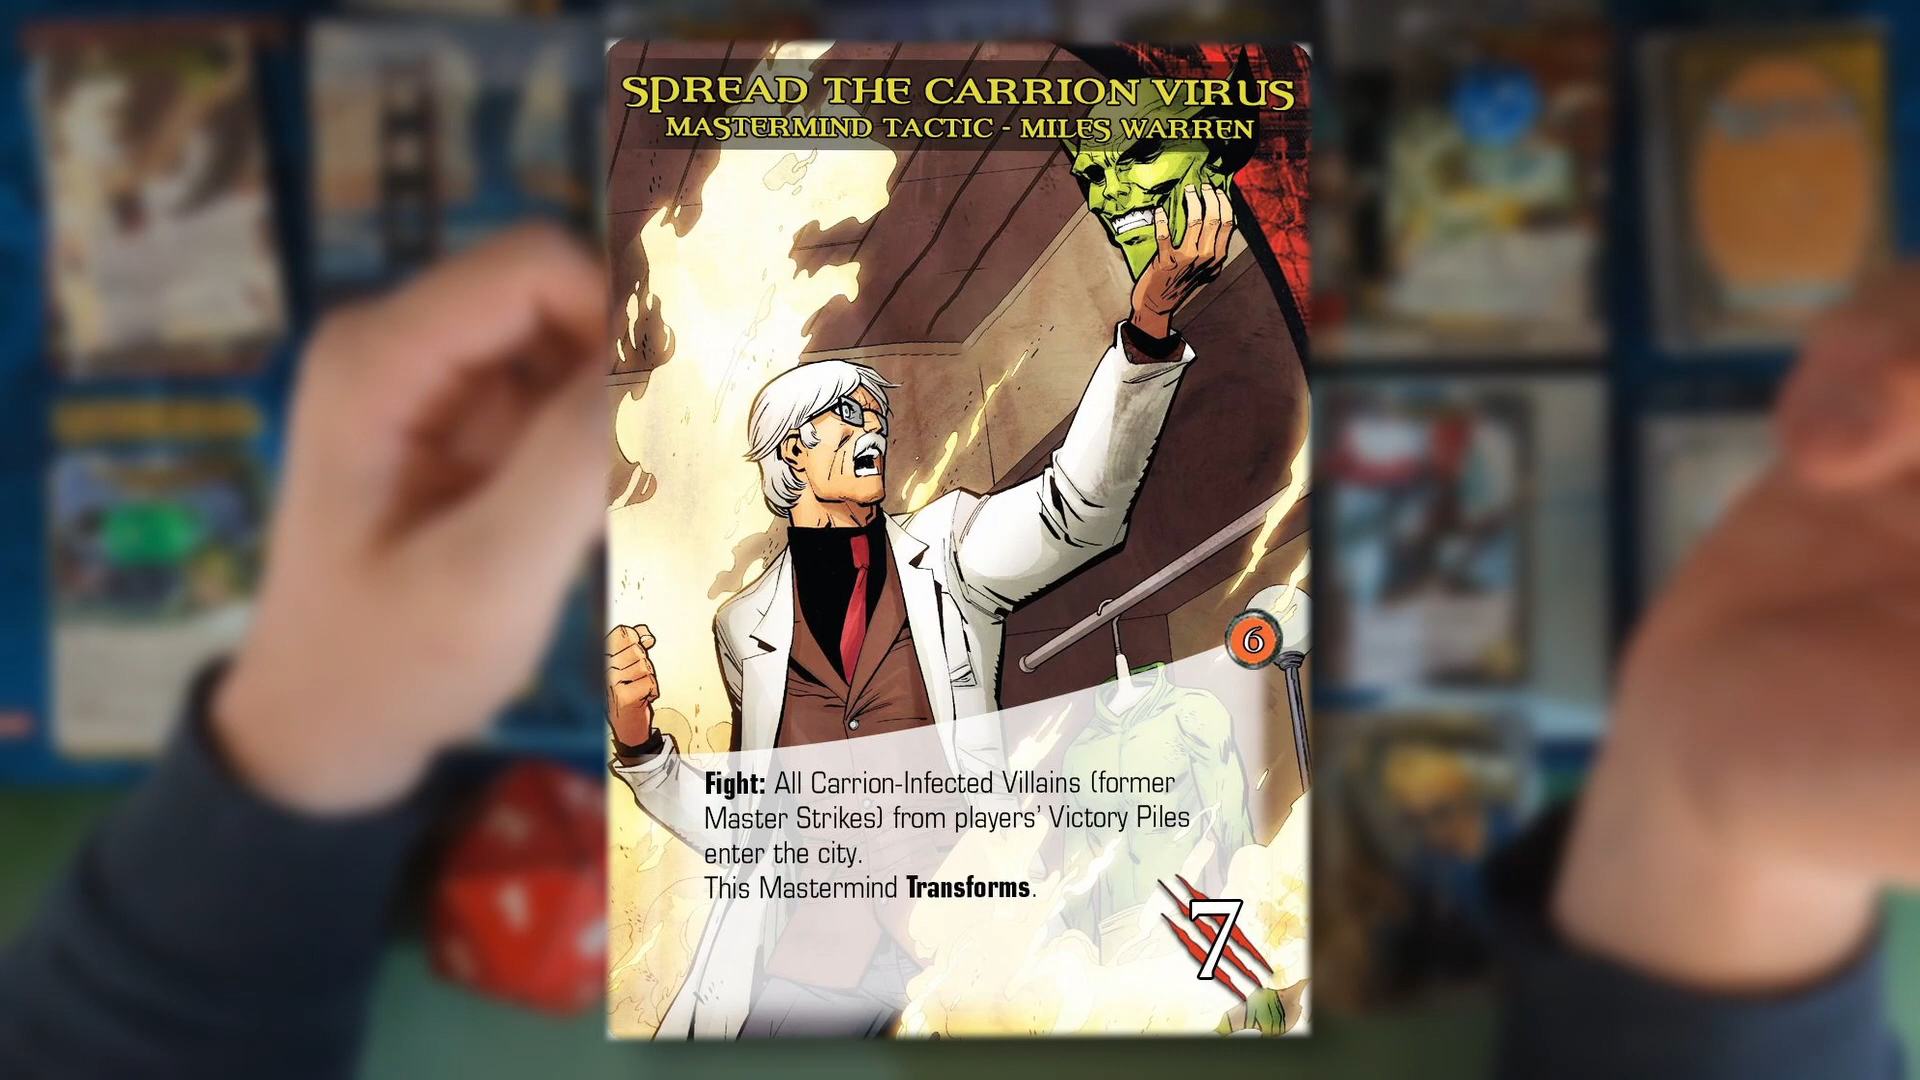 SPREAD THE CARRION VIRUS
MASTERMIND TACTIC - MILES WARREN
6
Fight: All Carrion-Infected Villains (former
Master Strikes) from players' Victory Piles
enter the city.
This Mastermind Transforms.
7